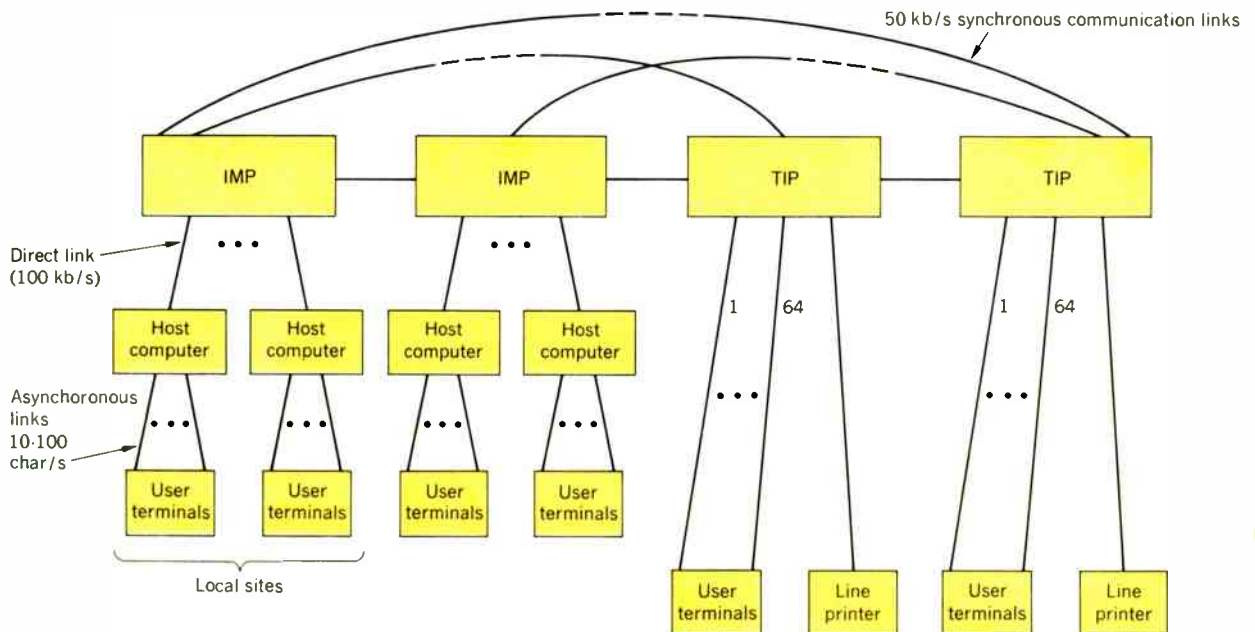 50 kb/s synchronous communication links
IMP
IMP
TIP
TIP
Direct link
(100 kb/s)
1
64
1
64
Host
computer
Host
computer
Host
computer
Host
computer
Asynchoronous
links
10-100
char/s
User
terminals
User
terminals
User
terminals
User
terminals
Local sites
User
terminals
Line
printer
User
terminals
Line
printer